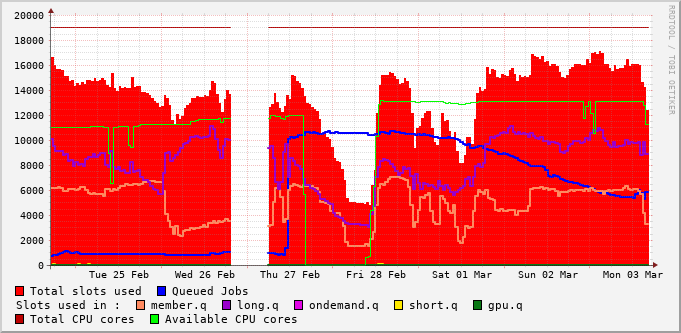 20000
18000
16000
14000
12000
10000
8000
6000
4000
2000
0
Tue 25 Feb Wed 26 Feb Thu 27 Feb Fri 28 Feb Sat 01 Mar Sun 02 Mar Mon 03 Mar
Total slots used Queued Jobs
Slots used in : member.q long.q ondemand.q short.q gpu.q
Total CPU cores Available CPU cores
RRDTOOL / TOBI OETIKER